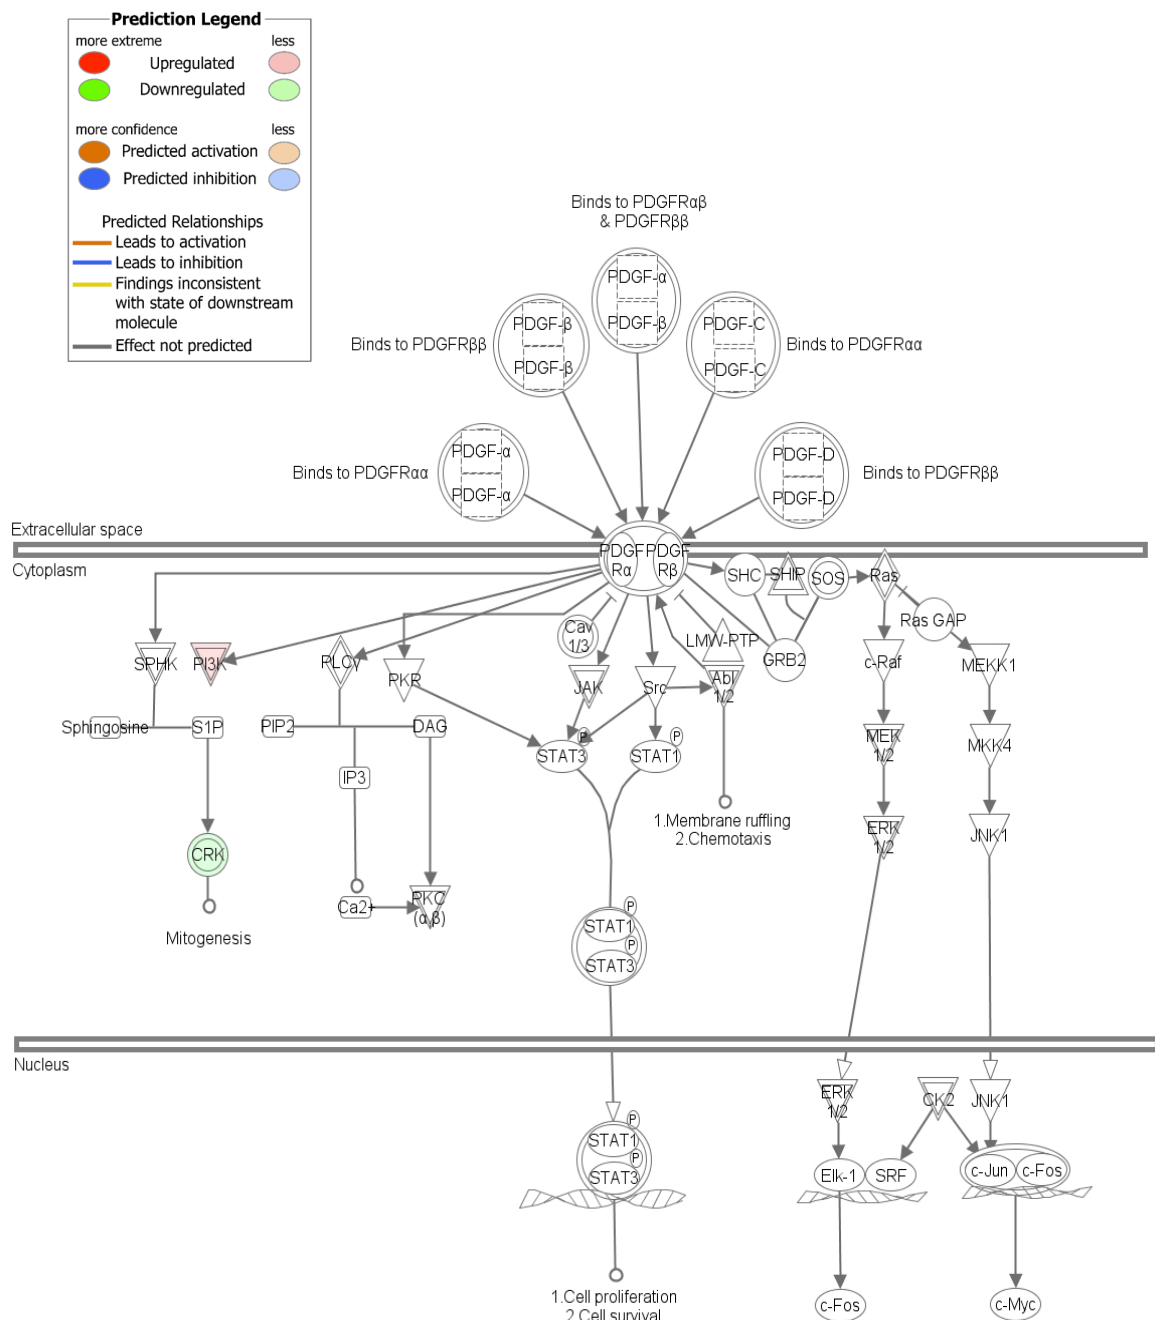 Prediction Legend
more extreme less
Upregulated
Downregulated
more confidence less
Predicted activation
Predicted inhibition
Predicted Relationships
Leads to activation
Leads to inhibition
Findings inconsistent
with state of downstream
molecule
Effect not predicted
Binds to PDGFRαβ
& PDGFRββ
PDGF-α
PDGF-β
Binds to PDGFRββ
PDGF-β
PDGF-β
PDGF-C
PDGF-C
Binds to PDGFRαα
Binds to PDGFRαα
PDGF-α
PDGF-α
PDGF-D
PDGF-D
Binds to PDGFRββ
Extracellular space
Cytoplasm
PDGF
Rα
PDGF
Rβ
SHC
SHIP
SOS
Ras
Ras GAP
SPHK
PI3K
PLCγ
PKR
Cav
1/3
JAK
Src
LMW-PTP
Abl
1/2
GRB2
c-Raf
MEKK1
Sphingosine
S1P
PIP2
DAG
IP3
STAT3
P
STAT1
P
MEK
1/2
MKK4
1.Membrane ruffling
2.Chemotaxis
ERK
1/2
JNK1
CRK
Mitogenesis
Ca2+
PKC
(α,β)
STAT1
P
STAT3
P
Nucleus
STAT1
P
STAT3
P
ERK
1/2
CK2
JNK1
Elk-1
SRF
c-Jun
c-Fos
1.Cell proliferation
2.Cell survival
c-Fos
c-Myc